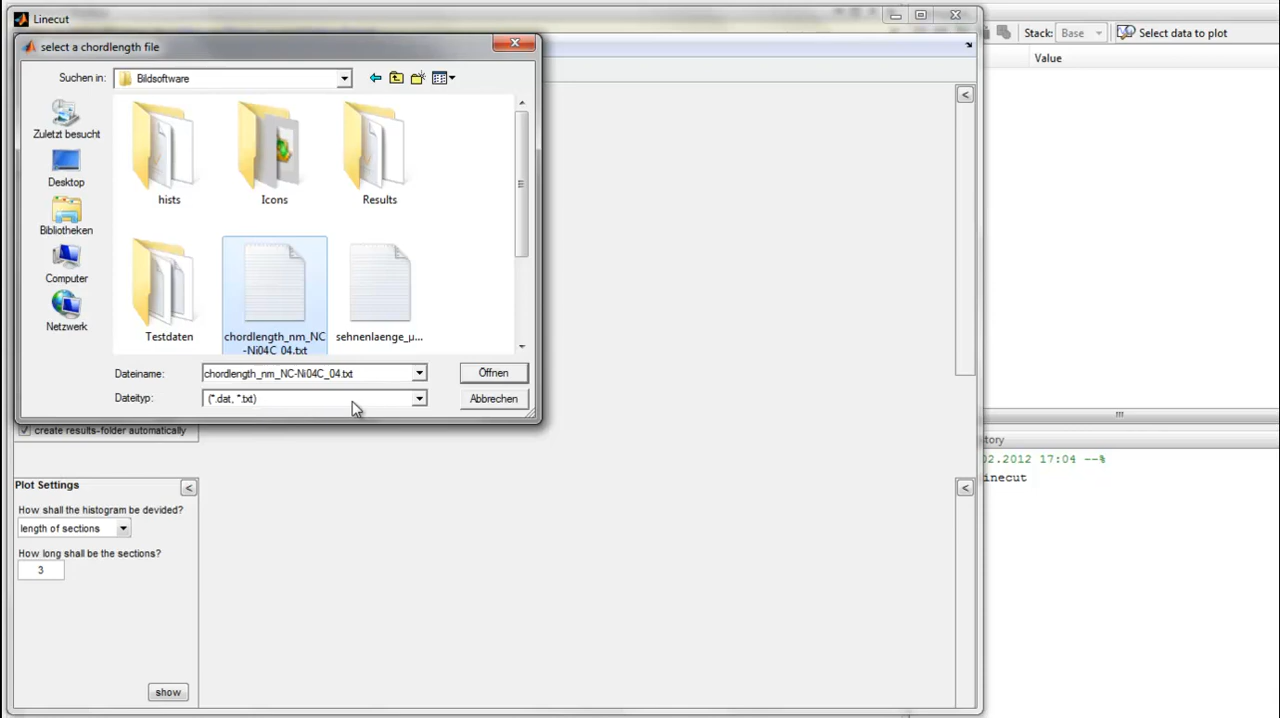 Linecut
select a chordlength file
Stack: Base
Select data to plot
Suchen in:
Bildsoftware
Value
<
hists
Icons
Results
Zuletzt besucht
Desktop
Bibliotheken
Computer
Netzwerk
Testdaten
chordlength_nm_NC
-Ni04C_04.txt
sehnenlaenge_µ...
Dateiname:
chordlength_nm_NC-Ni04C_04.txt
Öffnen
Dateityp:
(*.dat, *.txt)
Abbrechen
create results-folder automatically
tory
02.2012 17:04 --%
inecut
Plot Settings
<
<
How shall the histogram be devided?
length of sections
How long shall be the sections?
3
show